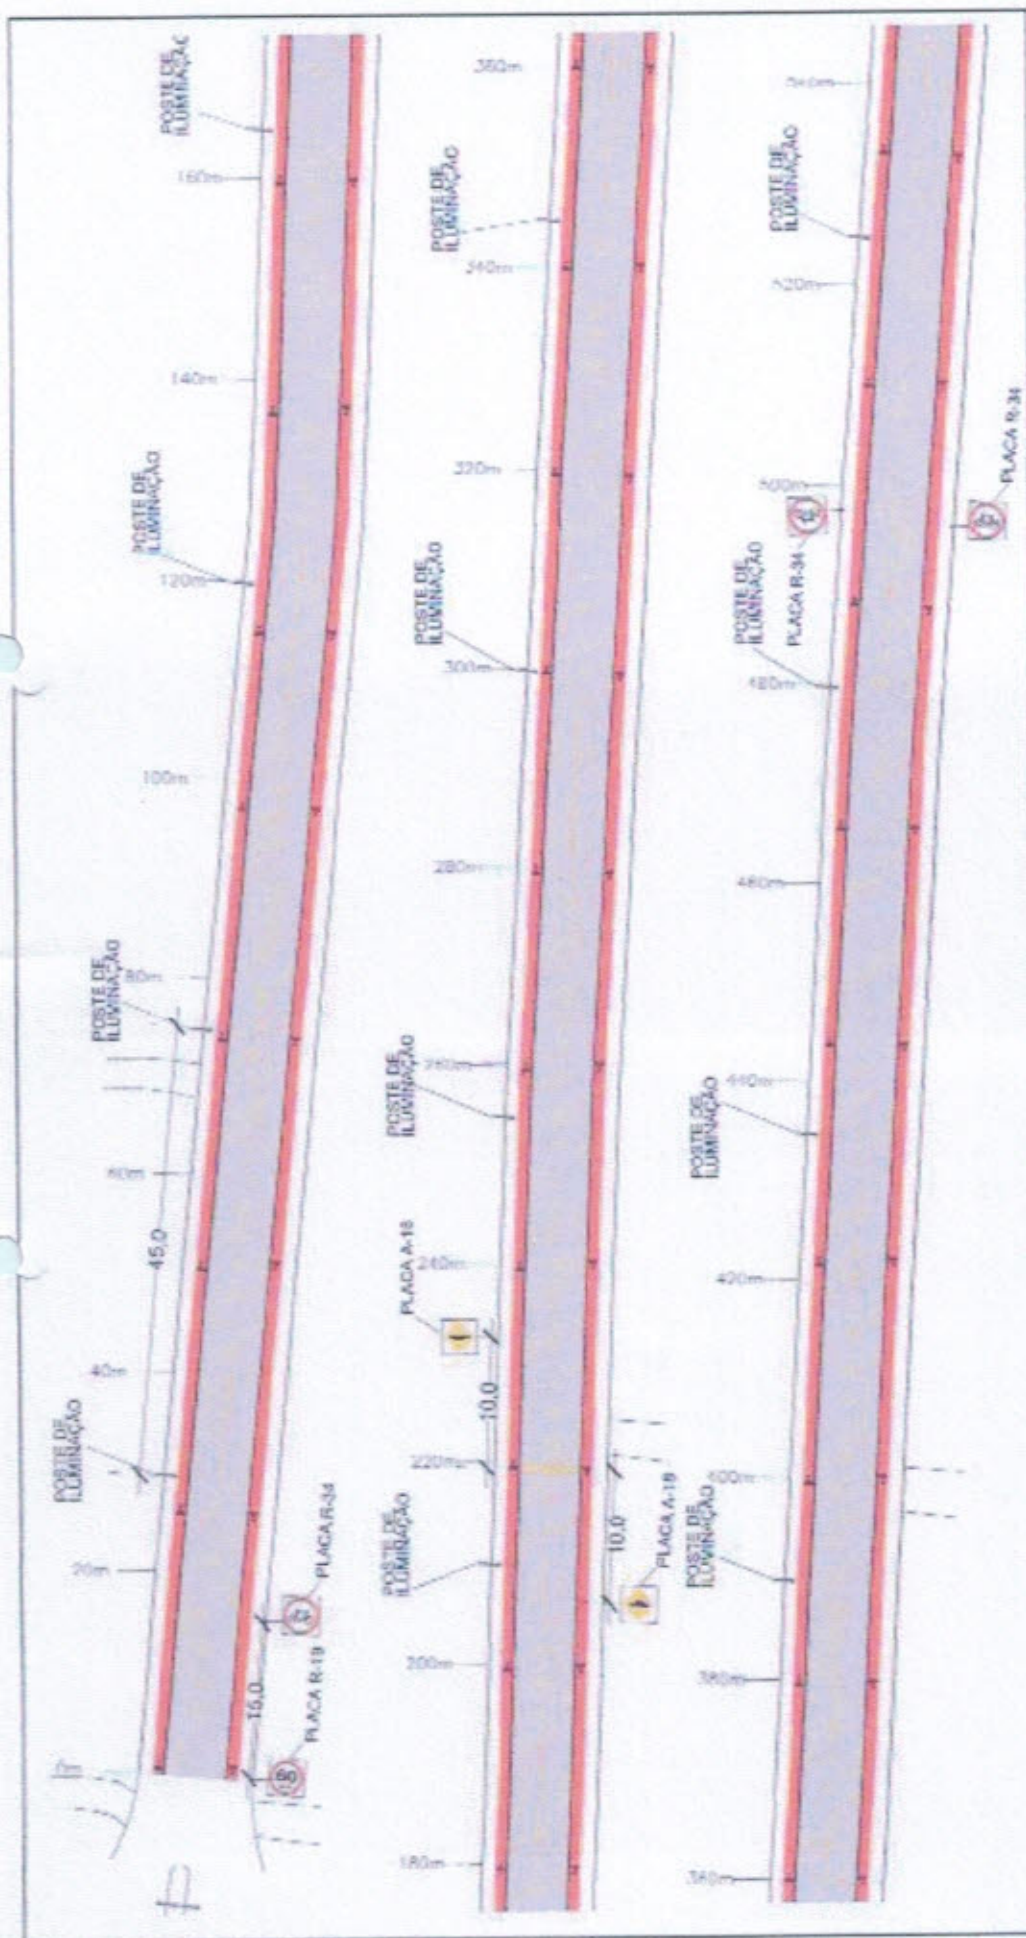 POSTE DE
ILUMINAÇÃO
160m
140m
POSTE DE
ILUMINAÇÃO
120m
100m
POSTE DE
ILUMINAÇÃO
80m
60m
45,0
40m
POSTE DE
ILUMINAÇÃO
20m
PLACA R-34
15,0
PLACA R-19
0m
360m
POSTE DE
ILUMINAÇÃO
340m
320m
POSTE DE
ILUMINAÇÃO
300m
280m
POSTE DE
ILUMINAÇÃO
260m
PLACA A-18
240m
10,0
220m
POSTE DE
ILUMINAÇÃO
10,0
PLACA A-18
200m
180m
540m
POSTE DE
ILUMINAÇÃO
520m
500m
PLACA R-34
PLACA R-34
POSTE DE
ILUMINAÇÃO
480m
460m
440m
POSTE DE
ILUMINAÇÃO
420m
400m
POSTE DE
ILUMINAÇÃO
380m
360m